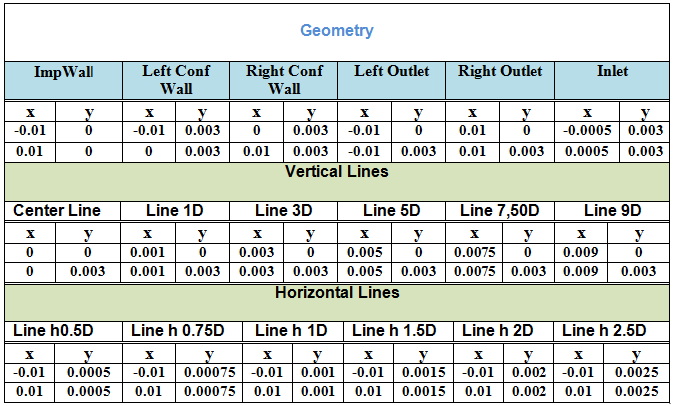 Geometry
ImpWall Left Conf Wall Right Conf Wall Left Outlet Right Outlet Inlet
x y x y x y x y x y x y
-0.01 0 -0.01 0.003 0 0.003 -0.01 0 0.01 0 -0.0005 0.003
0.01 0 0 0.003 0.01 0.003 -0.01 0.003 0.01 0.003 0.0005 0.003
Vertical Lines
Center Line Line 1D Line 3D Line 5D Line 7,50D Line 9D
x y x y x y x y x y x y
0 0 0.001 0 0.003 0 0.005 0 0.0075 0 0.009 0
0 0.003 0.001 0.003 0.003 0.003 0.005 0.003 0.0075 0.003 0.009 0.003
Horizontal Lines
Line h0.5D Line h 0.75D Line h 1D Line h 1.5D Line h 2D Line h 2.5D
x y x y x y x y x y x y
-0.01 0.0005 -0.01 0.00075 -0.01 0.001 -0.01 0.0015 -0.01 0.002 -0.01 0.0025
0.01 0.0005 0.01 0.00075 0.01 0.001 0.01 0.0015 0.01 0.002 0.01 0.0025